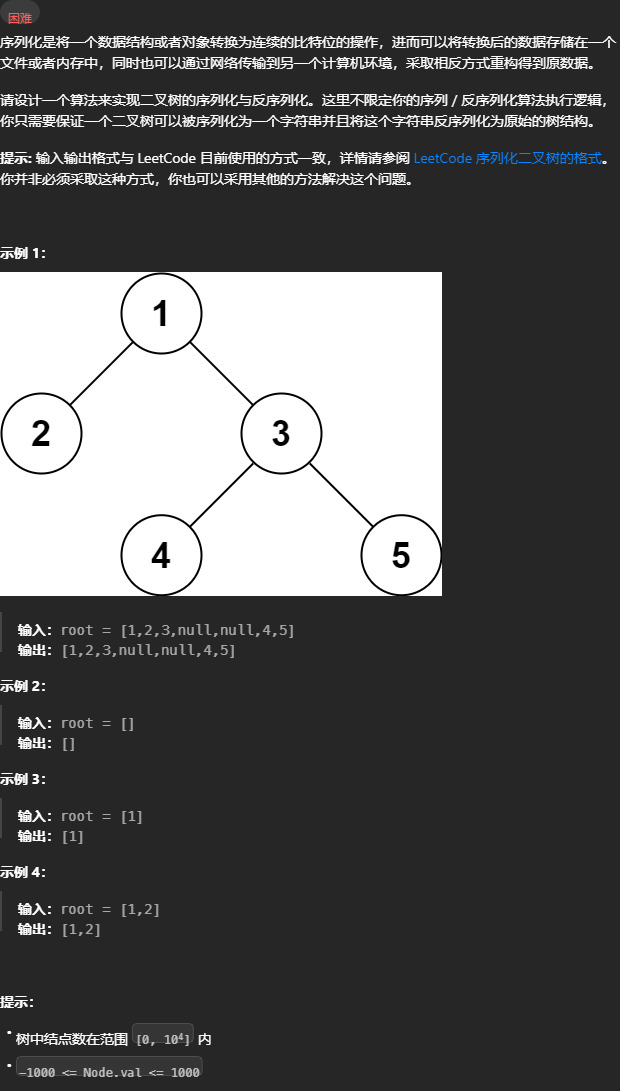 困难
序列化是将一个数据结构或者对象转换为连续的比特位的操作，进而可以将转换后的数据存储在一个
文件或者内存中，同时也可以通过网络传输到另一个计算机环境，采取相反方式重构得到原数据。
请设计一个算法来实现二叉树的序列化与反序列化。这里不限定你的序列 / 反序列化算法执行逻辑，
你只需要保证一个二叉树可以被序列化为一个字符串并且将这个字符串反序列化为原始的树结构。
提示: 输入输出格式与 LeetCode 目前使用的方式一致，详情请参阅 LeetCode 序列化二叉树的格式。
你并非必须采取这种方式，你也可以采用其他的方法解决这个问题。
示例 1：
1
2 3
4 5
输入：root = [1,2,3,null,null,4,5]
输出：[1,2,3,null,null,4,5]
示例 2：
输入：root = []
输出：[]
示例 3：
输入：root = [1]
输出：[1]
示例 4：
输入：root = [1,2]
输出：[1,2]
提示：
• 树中结点数在范围 [0, 10⁴] 内
• -1000 <= Node.val <= 1000